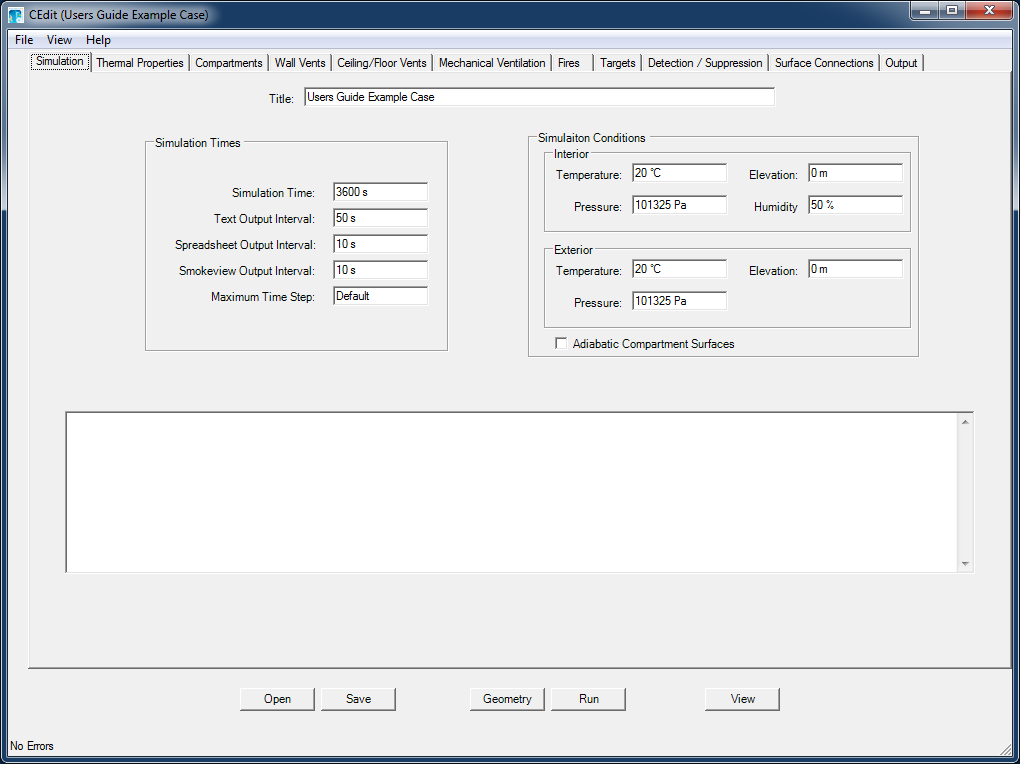 CEdit (Users Guide Example Case)
File View Help
Simulation Thermal Properties Compartments Wall Vents Ceiling/Floor Vents Mechanical Ventilation Fires Targets Detection / Suppression Surface Connections Output
Title: Users Guide Example Case
Simulation Times
Simulation Time: 3600 s
Text Output Interval: 50 s
Spreadsheet Output Interval: 10 s
Smokeview Output Interval: 10 s
Maximum Time Step: Default
Simulaiton Conditions
Interior
Temperature: 20 °C Elevation: 0 m
Pressure: 101325 Pa Humidity 50 %
Exterior
Temperature: 20 °C Elevation: 0 m
Pressure: 101325 Pa
Adiabatic Compartment Surfaces
Open Save Geometry Run View
No Errors